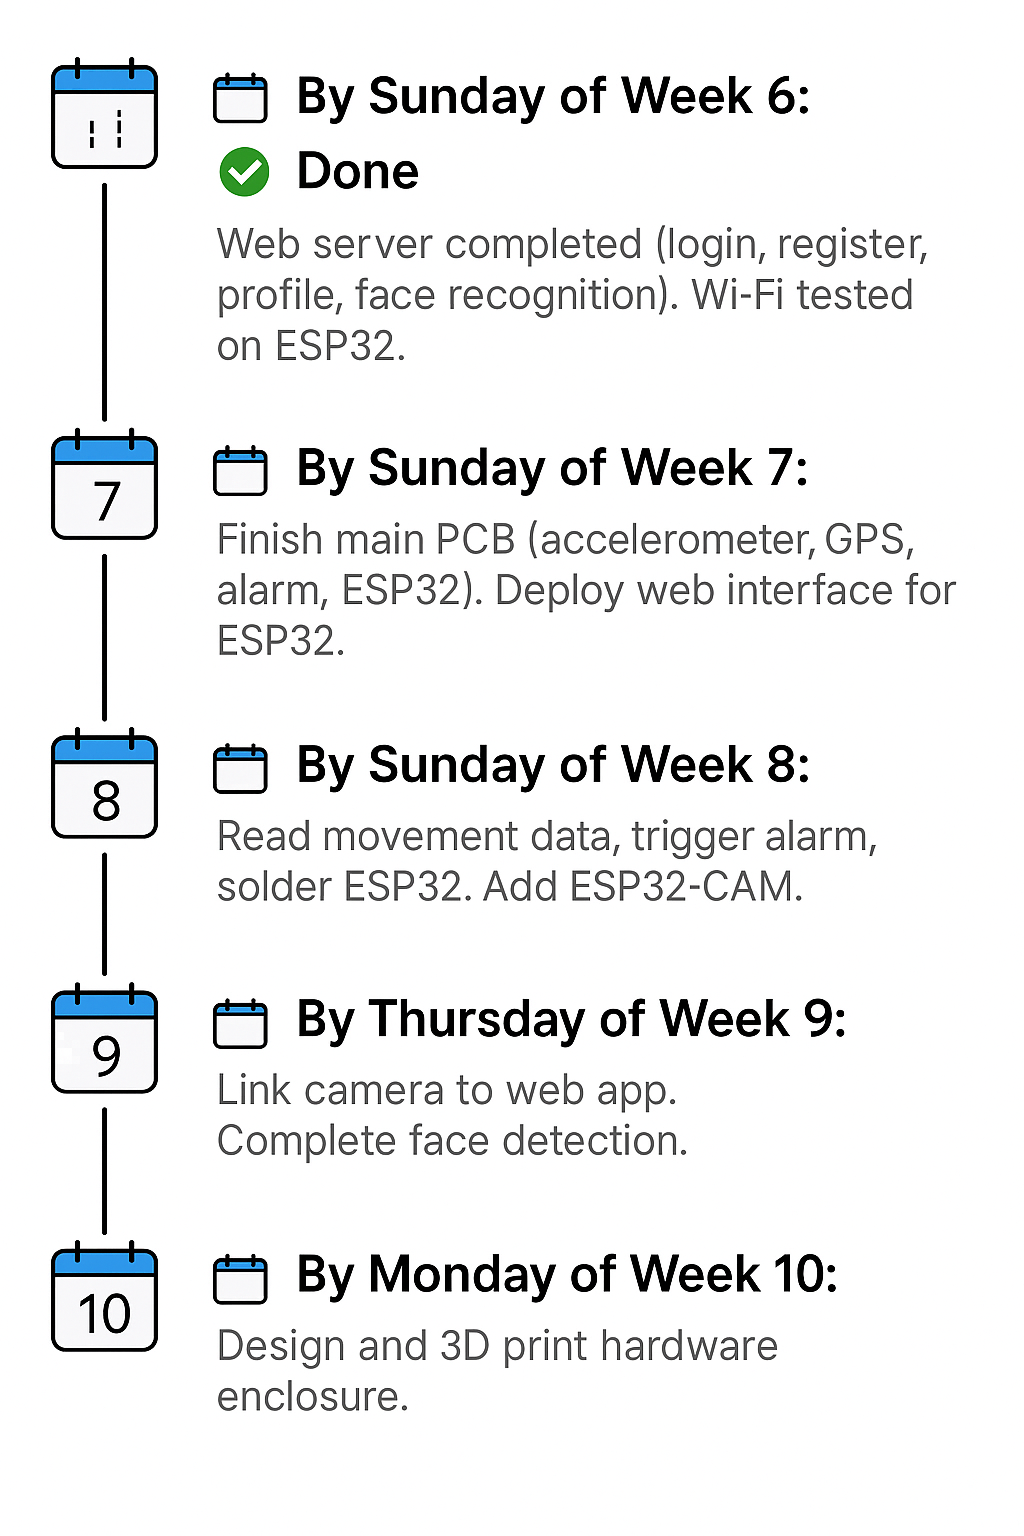 By Sunday of Week 6:
Done
Web server completed (login, register,
profile, face recognition). Wi-Fi tested
on ESP32.
7
By Sunday of Week 7:
Finish main PCB (accelerometer, GPS,
alarm, ESP32). Deploy web interface for
ESP32.
8
By Sunday of Week 8:
Read movement data, trigger alarm,
solder ESP32. Add ESP32-CAM.
9
By Thursday of Week 9:
Link camera to web app.
Complete face detection.
10
By Monday of Week 10:
Design and 3D print hardware
enclosure.